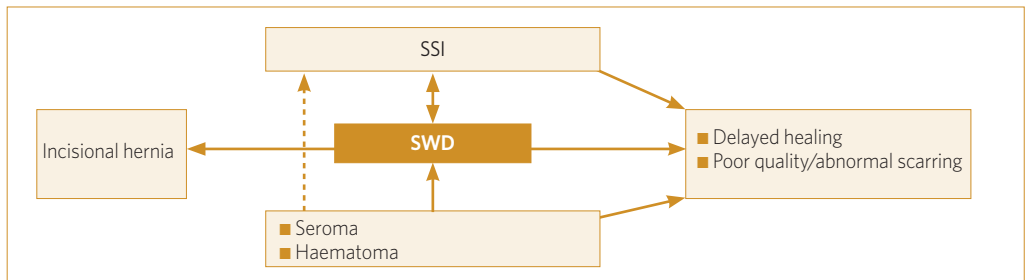 SSI
Incisional hernia
SWD
■ Delayed healing
■ Poor quality/abnormal scarring
■ Seroma
■ Haematoma